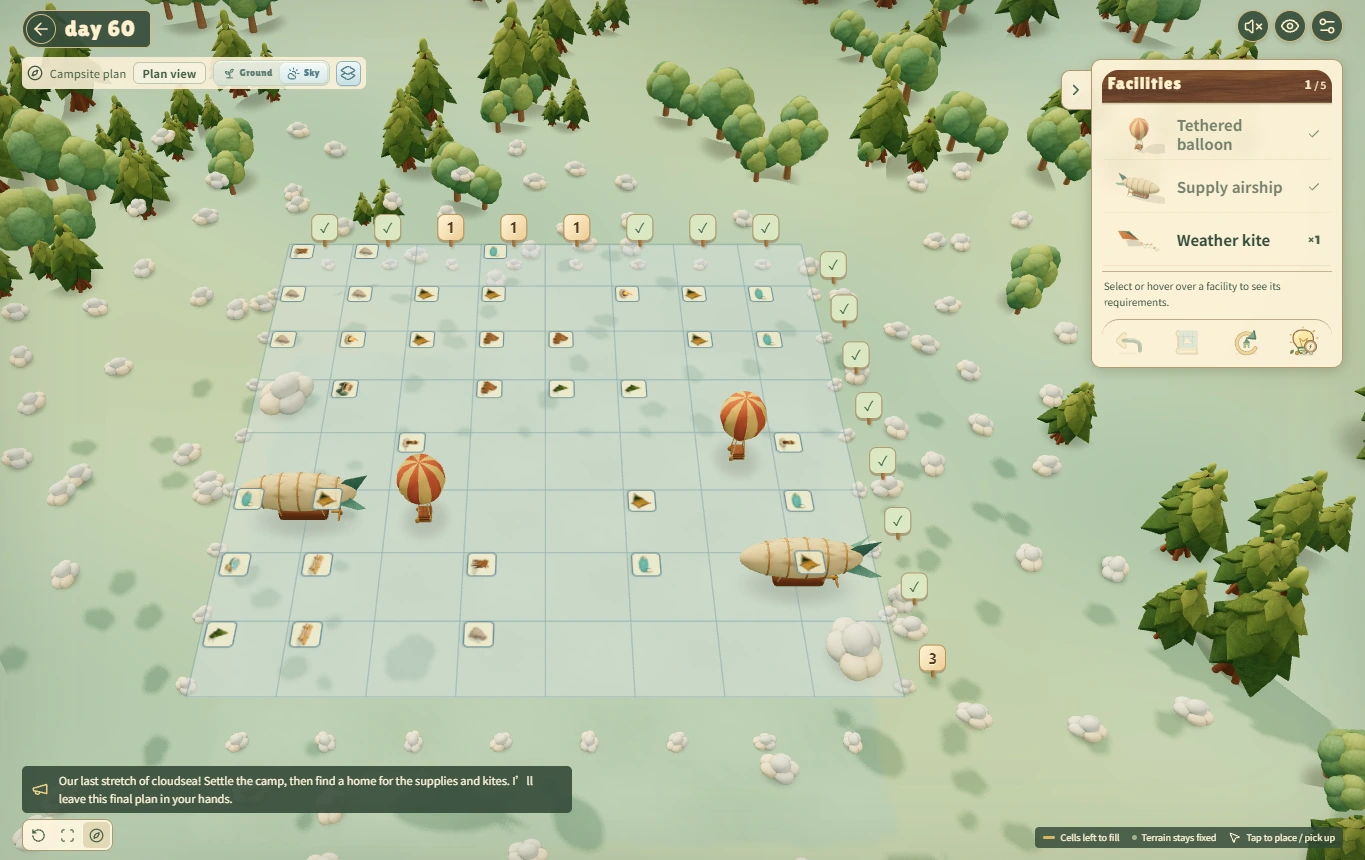 day 60
Campsite plan
Plan view
Ground
Sky
Facilities
1/5
Tethered
balloon
Supply airship
Weather kite
×1
Select or hover over a facility to see its
requirements.
1
1
1
3
Our last stretch of cloudsea! Settle the camp, then find a home for the supplies and kites. I'll
leave this final plan in your hands.
Cells left to fill
Terrain stays fixed
Tap to place / pick up